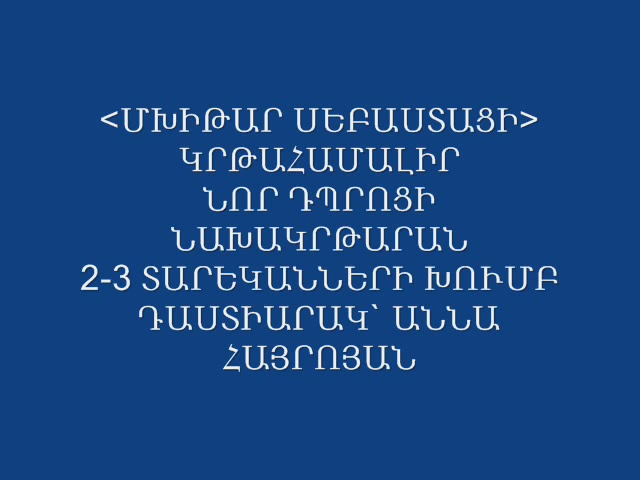 <ՄԽԻԹԱՐ ՍԵԲԱՍՏԱՑԻ>
ԿՐԹԱՀԱՄԱԼԻՐ
ՆՈՐ ԴՊՐՈՑԻ
ՆԱԽԱԿՐԹԱՐԱՆ
2-3 ՏԱՐԵԿԱՆՆԵՐԻ ԽՈՒՄԲ
ԴԱՍՏԻԱՐԱԿ՝ ԱՆՆԱ
ՀԱՅՐՈՅԱՆ